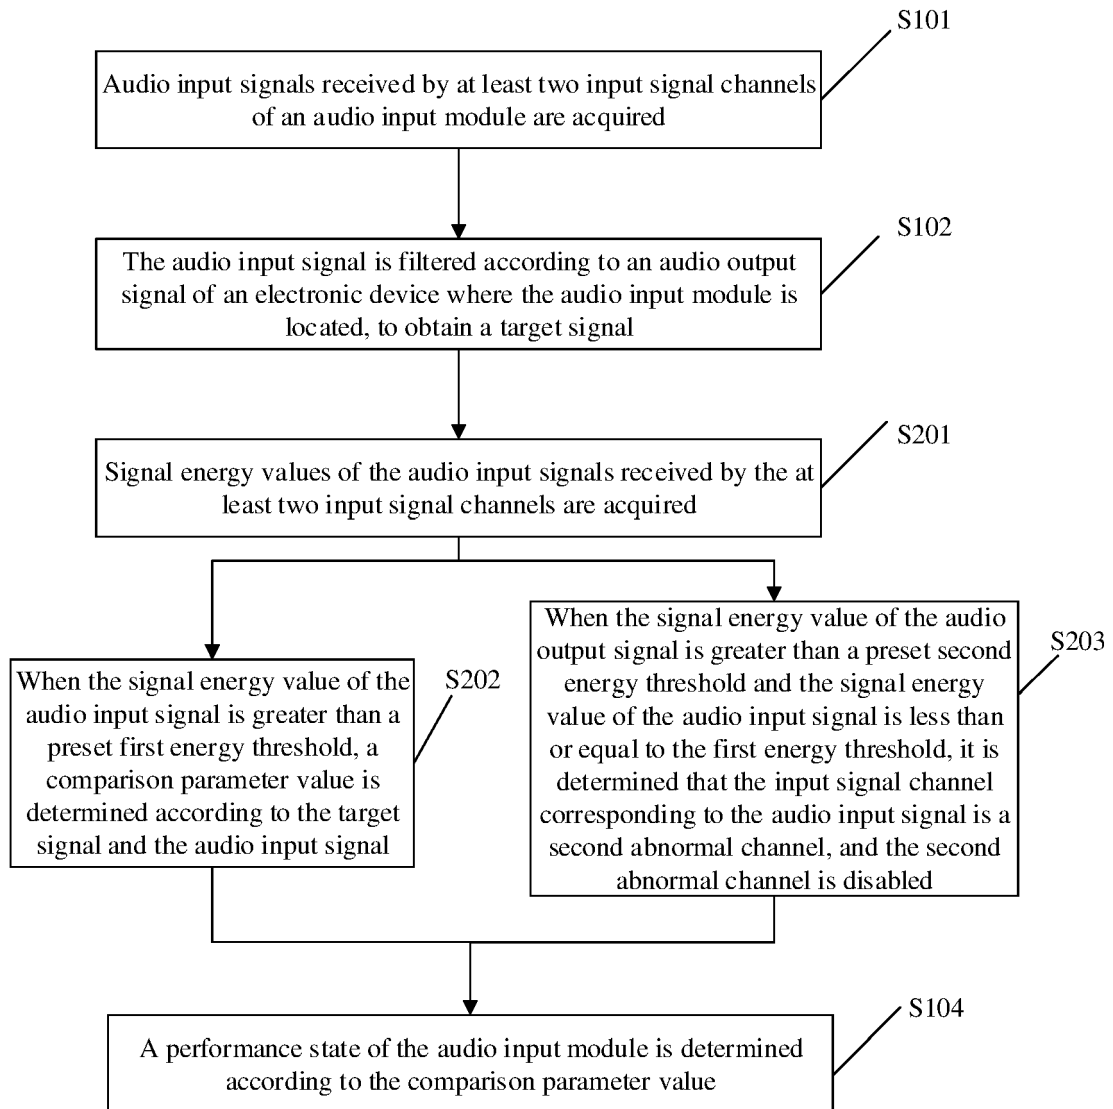 S101
Audio input signals received by at least two input signal channels
of an audio input module are acquired
S102
The audio input signal is filtered according to an audio output
signal of an electronic device where the audio input module is
located, to obtain a target signal
S201
Signal energy values of the audio input signals received by the at
least two input signal channels are acquired
S202
When the signal energy value of the
audio input signal is greater than a
preset first energy threshold, a
comparison parameter value is
determined according to the target
signal and the audio input signal
S203
When the signal energy value of the audio
output signal is greater than a preset second
energy threshold and the signal energy
value of the audio input signal is less than
or equal to the first energy threshold, it is
determined that the input signal channel
corresponding to the audio input signal is a
second abnormal channel, and the second
abnormal channel is disabled
S104
A performance state of the audio input module is determined
according to the comparison parameter value